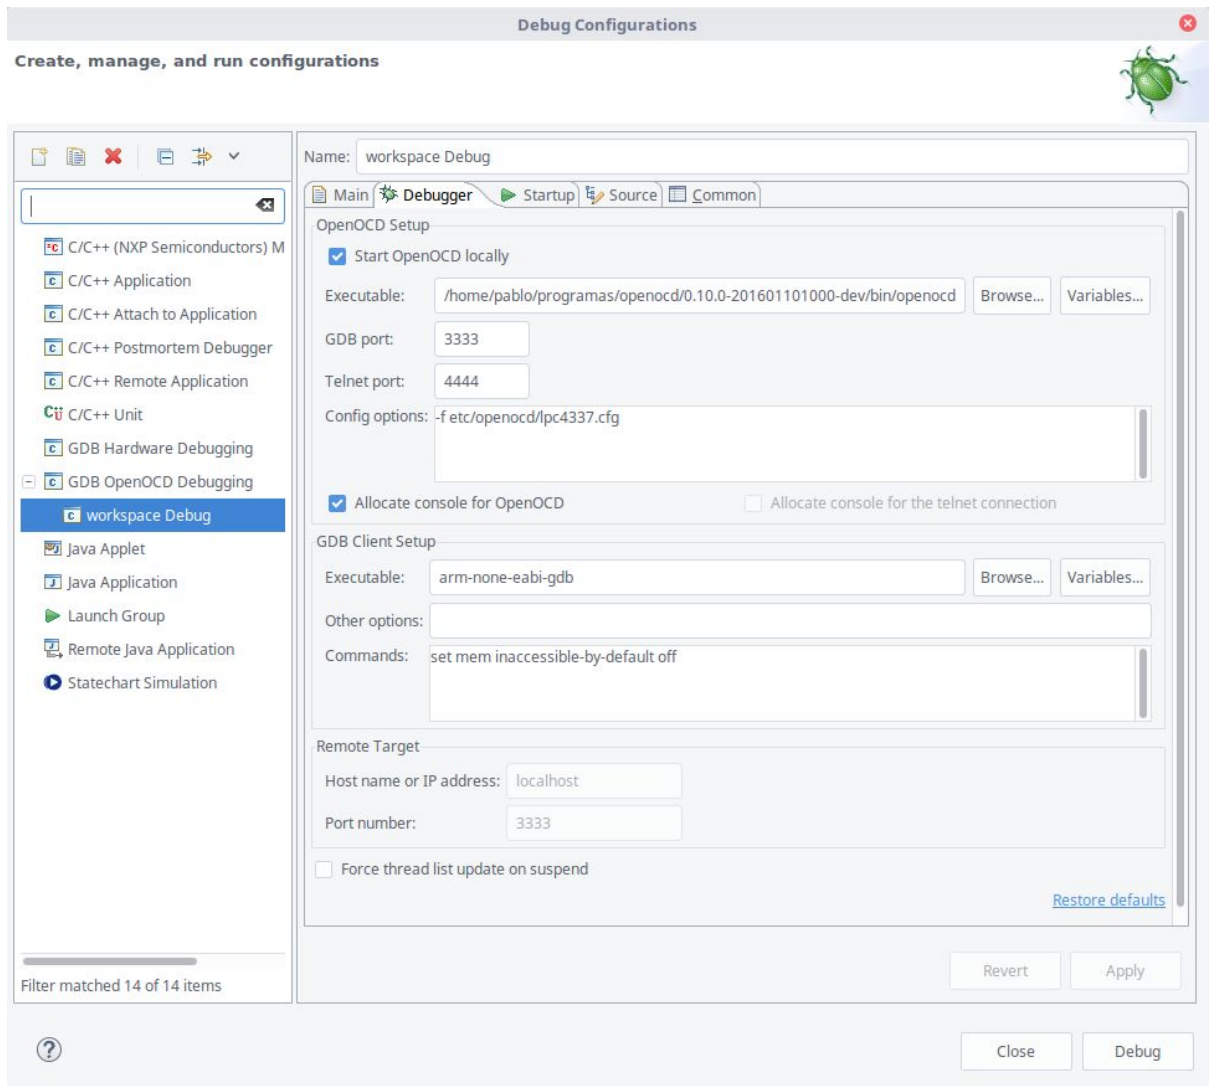 Debug Configurations
Create, manage, and run configurations
Name: workspace Debug
Main Debugger Startup Source Common
C/C++ (NXP Semiconductors) M
C/C++ Application
C/C++ Attach to Application
C/C++ Postmortem Debugger
C/C++ Remote Application
C/C++ Unit
GDB Hardware Debugging
GDB OpenOCD Debugging
workspace Debug
Java Applet
Java Application
Launch Group
Remote Java Application
Statechart Simulation
Filter matched 14 of 14 items
OpenOCD Setup
Start OpenOCD locally
Executable: /home/pablo/programas/openocd/0.10.0-201601101000-dev/bin/openocd Browse... Variables...
GDB port: 3333
Telnet port: 4444
Config options: -f etc/openocd/lpc4337.cfg
Allocate console for OpenOCD Allocate console for the telnet connection
GDB Client Setup
Executable: arm-none-eabi-gdb Browse... Variables...
Other options:
Commands: set mem inaccessible-by-default off
Remote Target
Host name or IP address: localhost
Port number: 3333
Force thread list update on suspend
Restore defaults
Revert Apply
Close Debug